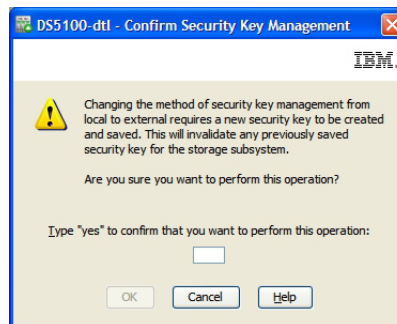 DS5100-dtl - Confirm Security Key Management
IBM.
Changing the method of security key management from
local to external requires a new security key to be created
and saved. This will invalidate any previously saved
security key for the storage subsystem.
Are you sure you want to perform this operation?
Type "yes" to confirm that you want to perform this operation:
OK Cancel Help